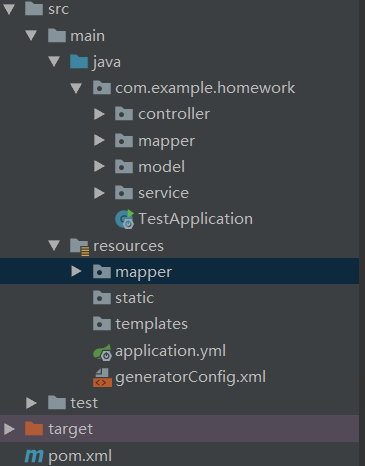 src
main
java
com.example.homework
controller
mapper
model
service
TestApplication
resources
mapper
static
templates
application.yml
generatorConfig.xml
test
target
pom.xml